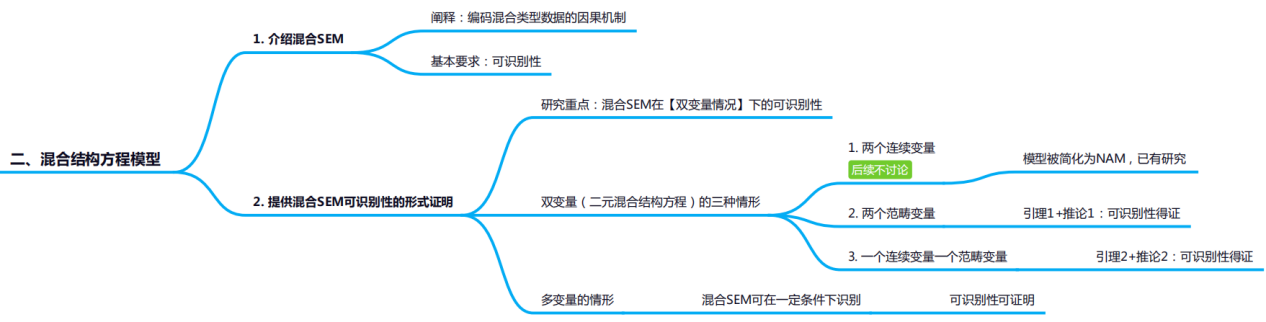 二、混合结构方程模型
1. 介绍混合SEM
阐释：编码混合类型数据的因果机制
基本要求：可识别性
2. 提供混合SEM可识别性的形式证明
研究重点：混合SEM在【双变量情况】下的可识别性
双变量（二元混合结构方程）的三种情形
1. 两个连续变量
后续不讨论
模型被简化为NAM，已有研究
2. 两个范畴变量
引理1+推论1：可识别性得证
3. 一个连续变量一个范畴变量
引理2+推论2：可识别性得证
多变量的情形
混合SEM可在一定条件下识别
可识别性可证明